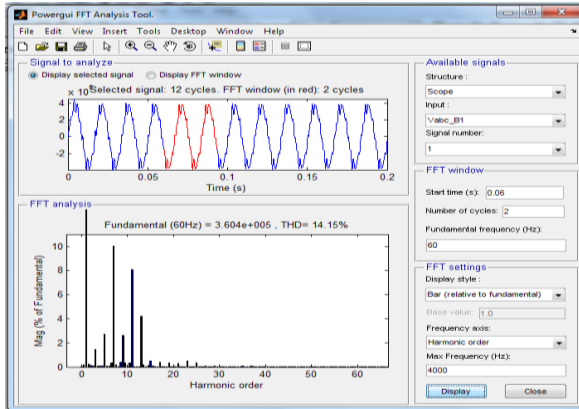 Powergui FFT Analysis Tool.
File Edit View Insert Tools Desktop Window Help
Signal to analyze
Display selected signal Display FFT window
Selected signal: 12 cycles. FFT window (in red): 2 cycles
4
2
0
-2
0 0.05 0.1 0.15 0.2
Time (s)
FFT analysis
Fundamental (60Hz) = 3.604e+005 , THD= 14.15%
10
8
6
4
2
0
Mag (% of Fundamental)
0 10 20 30 40 50 60
Harmonic order
Available signals
Structure :
Scope
Input :
Vabc_B1
Signal number:
1
FFT window
Start time (s): 0.06
Number of cycles: 2
Fundamental frequency (Hz):
60
FFT settings
Display style :
Bar (relative to fundamental)
Base value: 1.0
Frequency axis:
Harmonic order
Max Frequency (Hz):
4000
Display Close